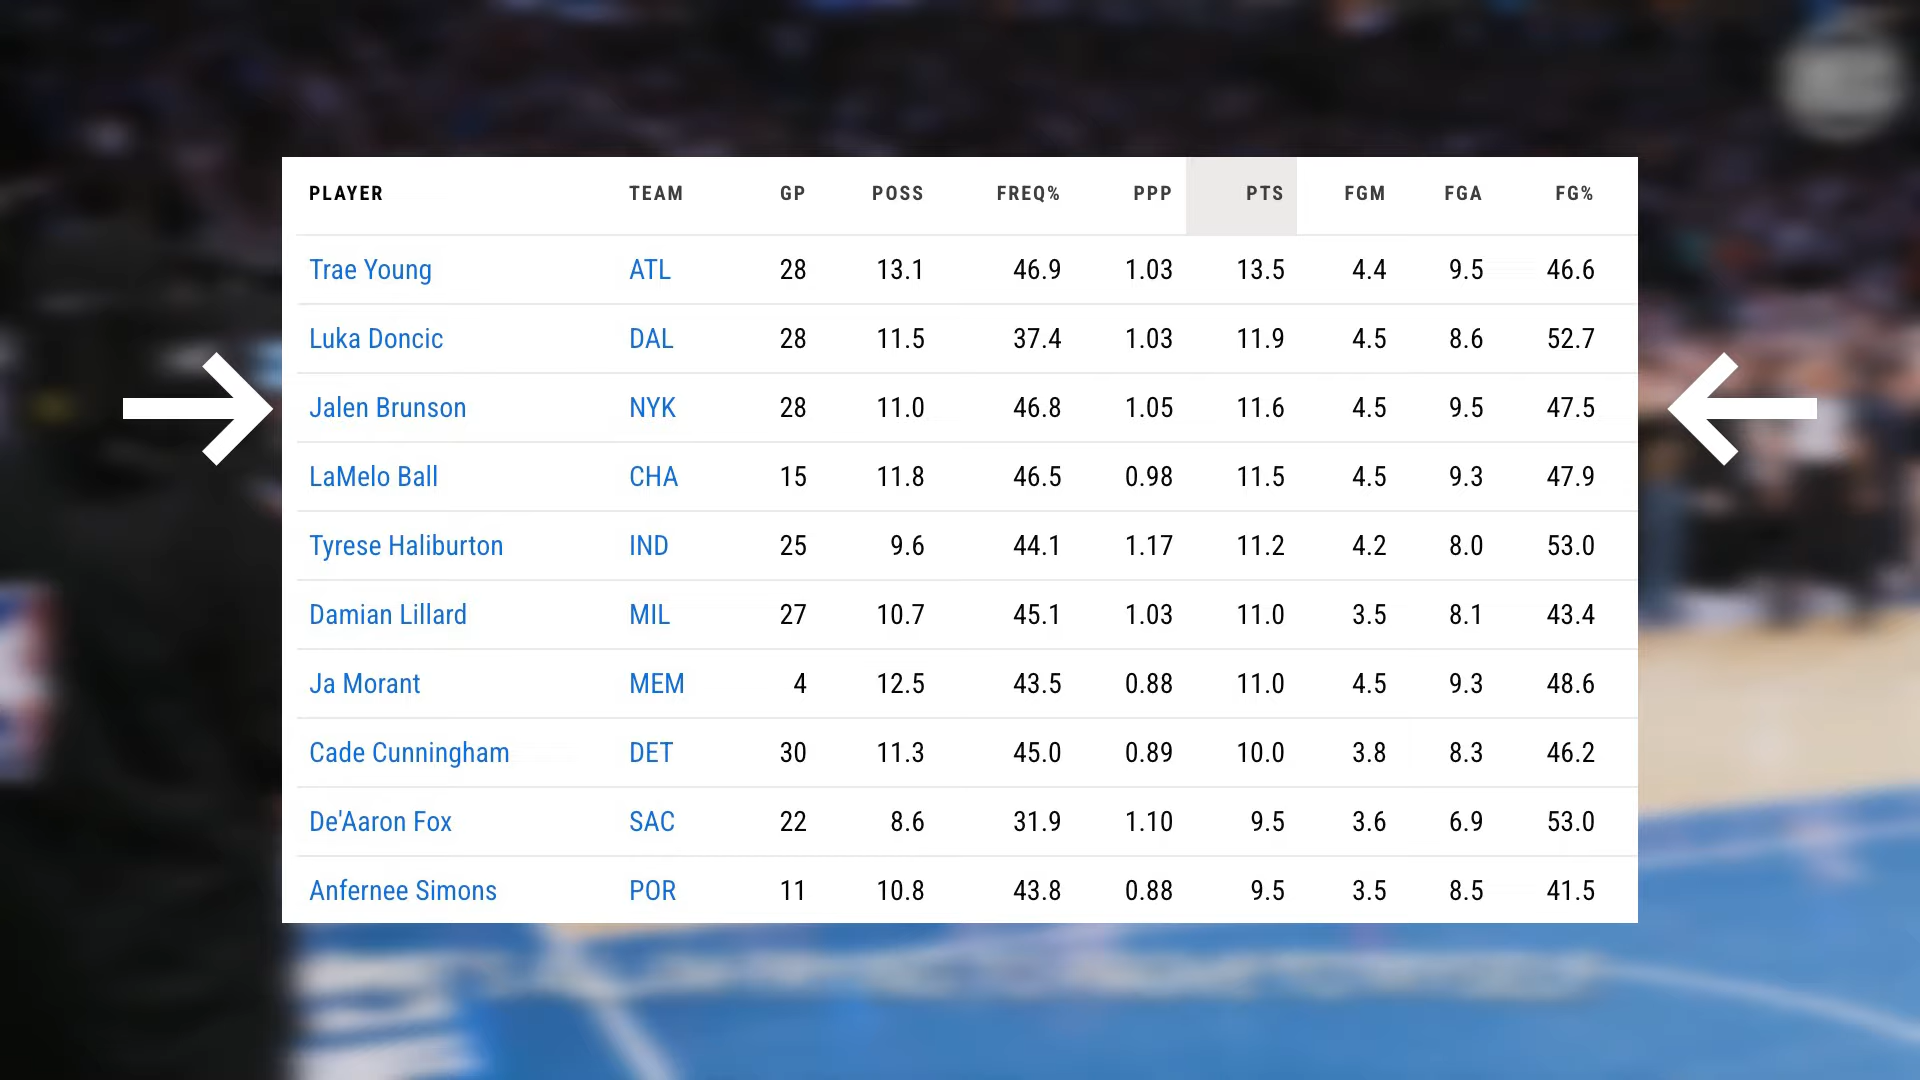 PLAYER TEAM GP POSS FREQ% PPP PTS FGM FGA FG%
Trae Young ATL 28 13.1 46.9 1.03 13.5 4.4 9.5 46.6
Luka Doncic DAL 28 11.5 37.4 1.03 11.9 4.5 8.6 52.7
Jalen Brunson NYK 28 11.0 46.8 1.05 11.6 4.5 9.5 47.5
LaMelo Ball CHA 15 11.8 46.5 0.98 11.5 4.5 9.3 47.9
Tyrese Haliburton IND 25 9.6 44.1 1.17 11.2 4.2 8.0 53.0
Damian Lillard MIL 27 10.7 45.1 1.03 11.0 3.5 8.1 43.4
Ja Morant MEM 4 12.5 43.5 0.88 11.0 4.5 9.3 48.6
Cade Cunningham DET 30 11.3 45.0 0.89 10.0 3.8 8.3 46.2
De'Aaron Fox SAC 22 8.6 31.9 1.10 9.5 3.6 6.9 53.0
Anfernee Simons POR 11 10.8 43.8 0.88 9.5 3.5 8.5 41.5